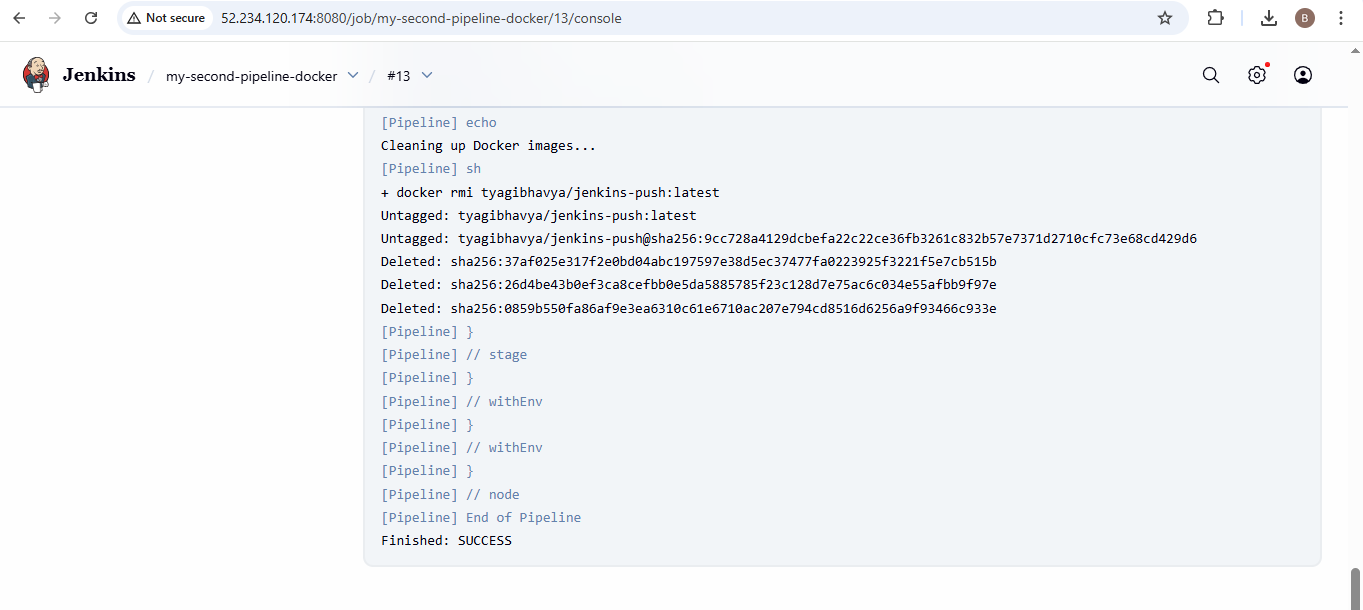 Not secure 52.234.120.174:8080/job/my-second-pipeline-docker/13/console B
Jenkins / my-second-pipeline-docker / #13
[Pipeline] echo
Cleaning up Docker images...
[Pipeline] sh
+ docker rmi tyagibhavya/jenkins-push:latest
Untagged: tyagibhavya/jenkins-push:latest
Untagged: tyagibhavya/jenkins-push@sha256:9cc728a4129dcbefa22c22ce36fb3261c832b57e7371d2710cfc73e68cd429d6
Deleted: sha256:37af025e317f2e0bd04abc197597e38d5ec37477fa0223925f3221f5e7cb515b
Deleted: sha256:26d4be43b0ef3ca8cefbb0e5da5885785f23c128d7e75ac6c034e55afbb9f97e
Deleted: sha256:0859b550fa86af9e3ea6310c61e6710ac207e794cd8516d6256a9f93466c933e
[Pipeline] }
[Pipeline] // stage
[Pipeline] }
[Pipeline] // withEnv
[Pipeline] }
[Pipeline] // withEnv
[Pipeline] }
[Pipeline] // node
[Pipeline] End of Pipeline
Finished: SUCCESS